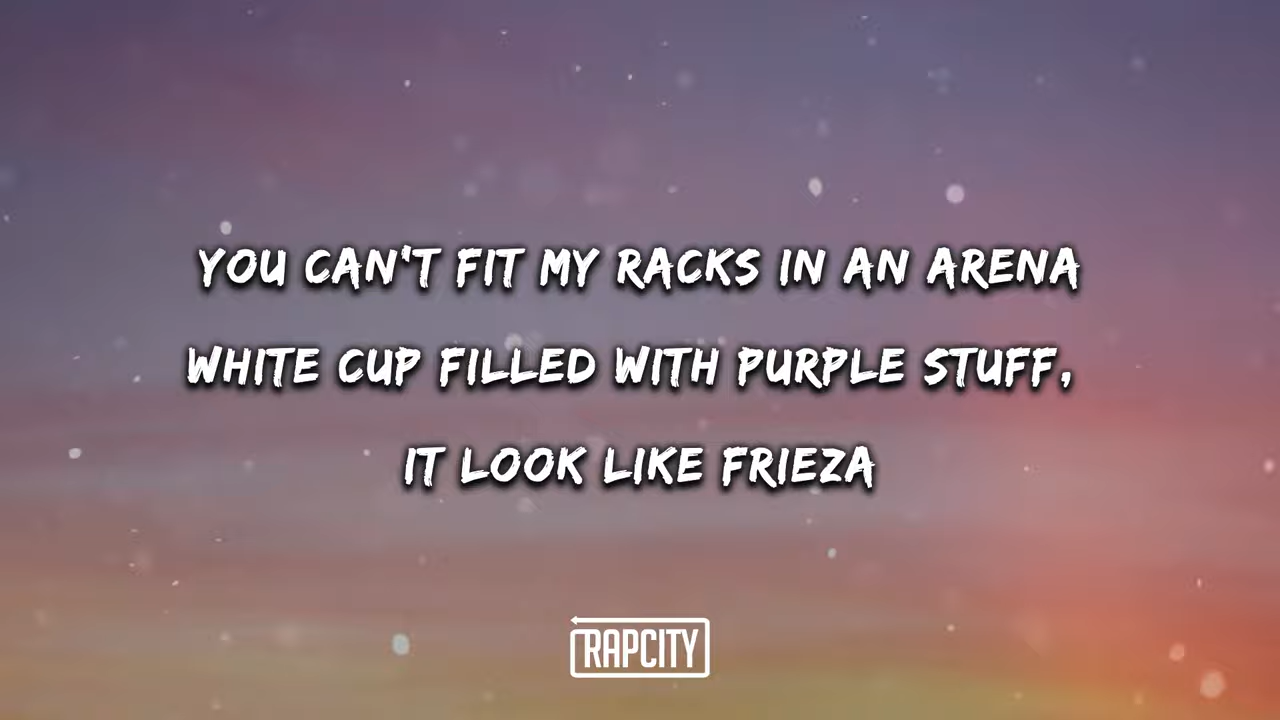 YOU CAN'T FIT MY RACKS IN AN ARENA
WHITE CUP FILLED WITH PURPLE STUFF,
IT LOOK LIKE FRIEZA
RAPCITY